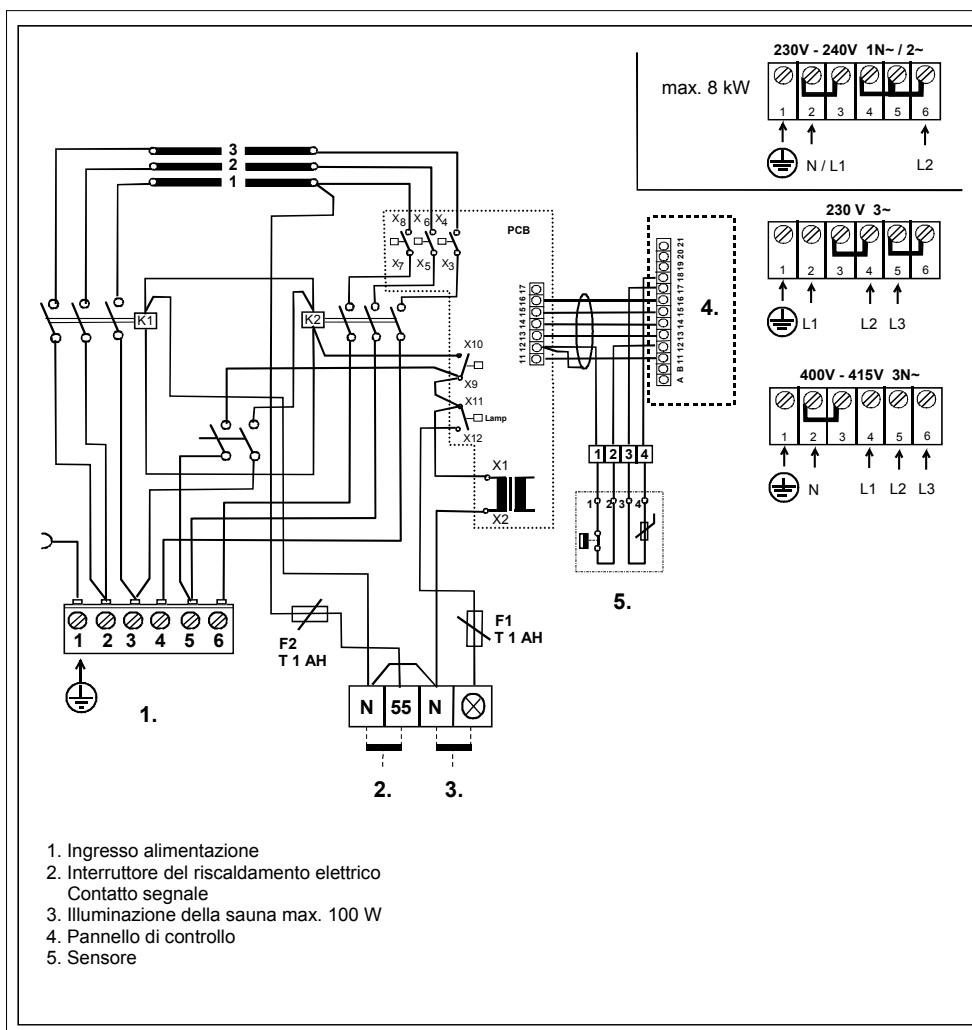 230V - 240V 1N~ / 2~
max. 8 kW
1 2 3 4 5 6
N / L1 L2
3
2
1
X8 X6 X4
X7 X5 X3
PCB
230 V 3~
1 2 3 4 5 6
L1 L2 L3
K1
K2
11 12 13 14 15 16 17
A B 11 12 13 14 15 16 17 18 19 20 21
4.
X10
X9
X11
Lamp
X12
X1
X2
400V - 415V 3N~
1 2 3 4 5 6
N L1 L2 L3
1 2 3 4
1 2 3 4
5.
1 2 3 4 5 6
1.
F2
T 1 AH
F1
T 1 AH
N 55 N
2. 3.
1. Ingresso alimentazione
2. Interruttore del riscaldamento elettrico
Contatto segnale
3. Illuminazione della sauna max. 100 W
4. Pannello di controllo
5. Sensore